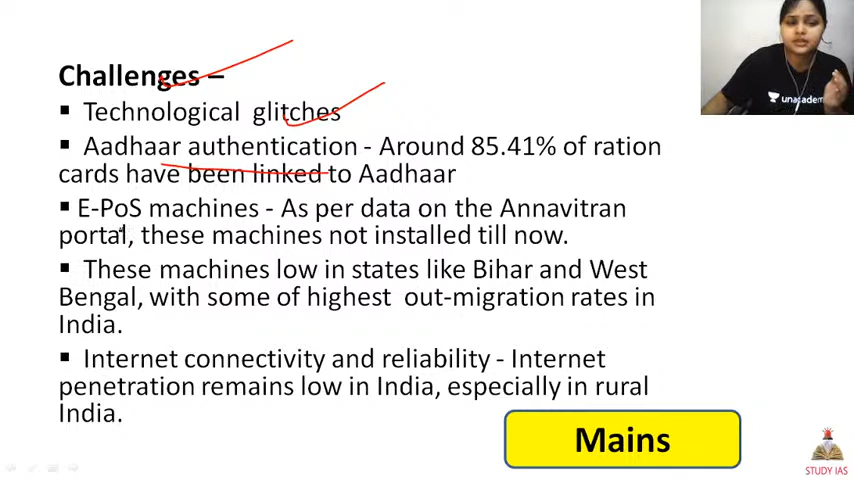 Challenges –
▪ Technological glitches
▪ Aadhaar authentication - Around 85.41% of ration
cards have been linked to Aadhaar
▪ E-PoS machines - As per data on the Annavitran
portal, these machines not installed till now.
▪ These machines low in states like Bihar and West
Bengal, with some of highest out-migration rates in
India.
▪ Internet connectivity and reliability - Internet
penetration remains low in India, especially in rural
India.
Mains
unacademy
STUDY IAS